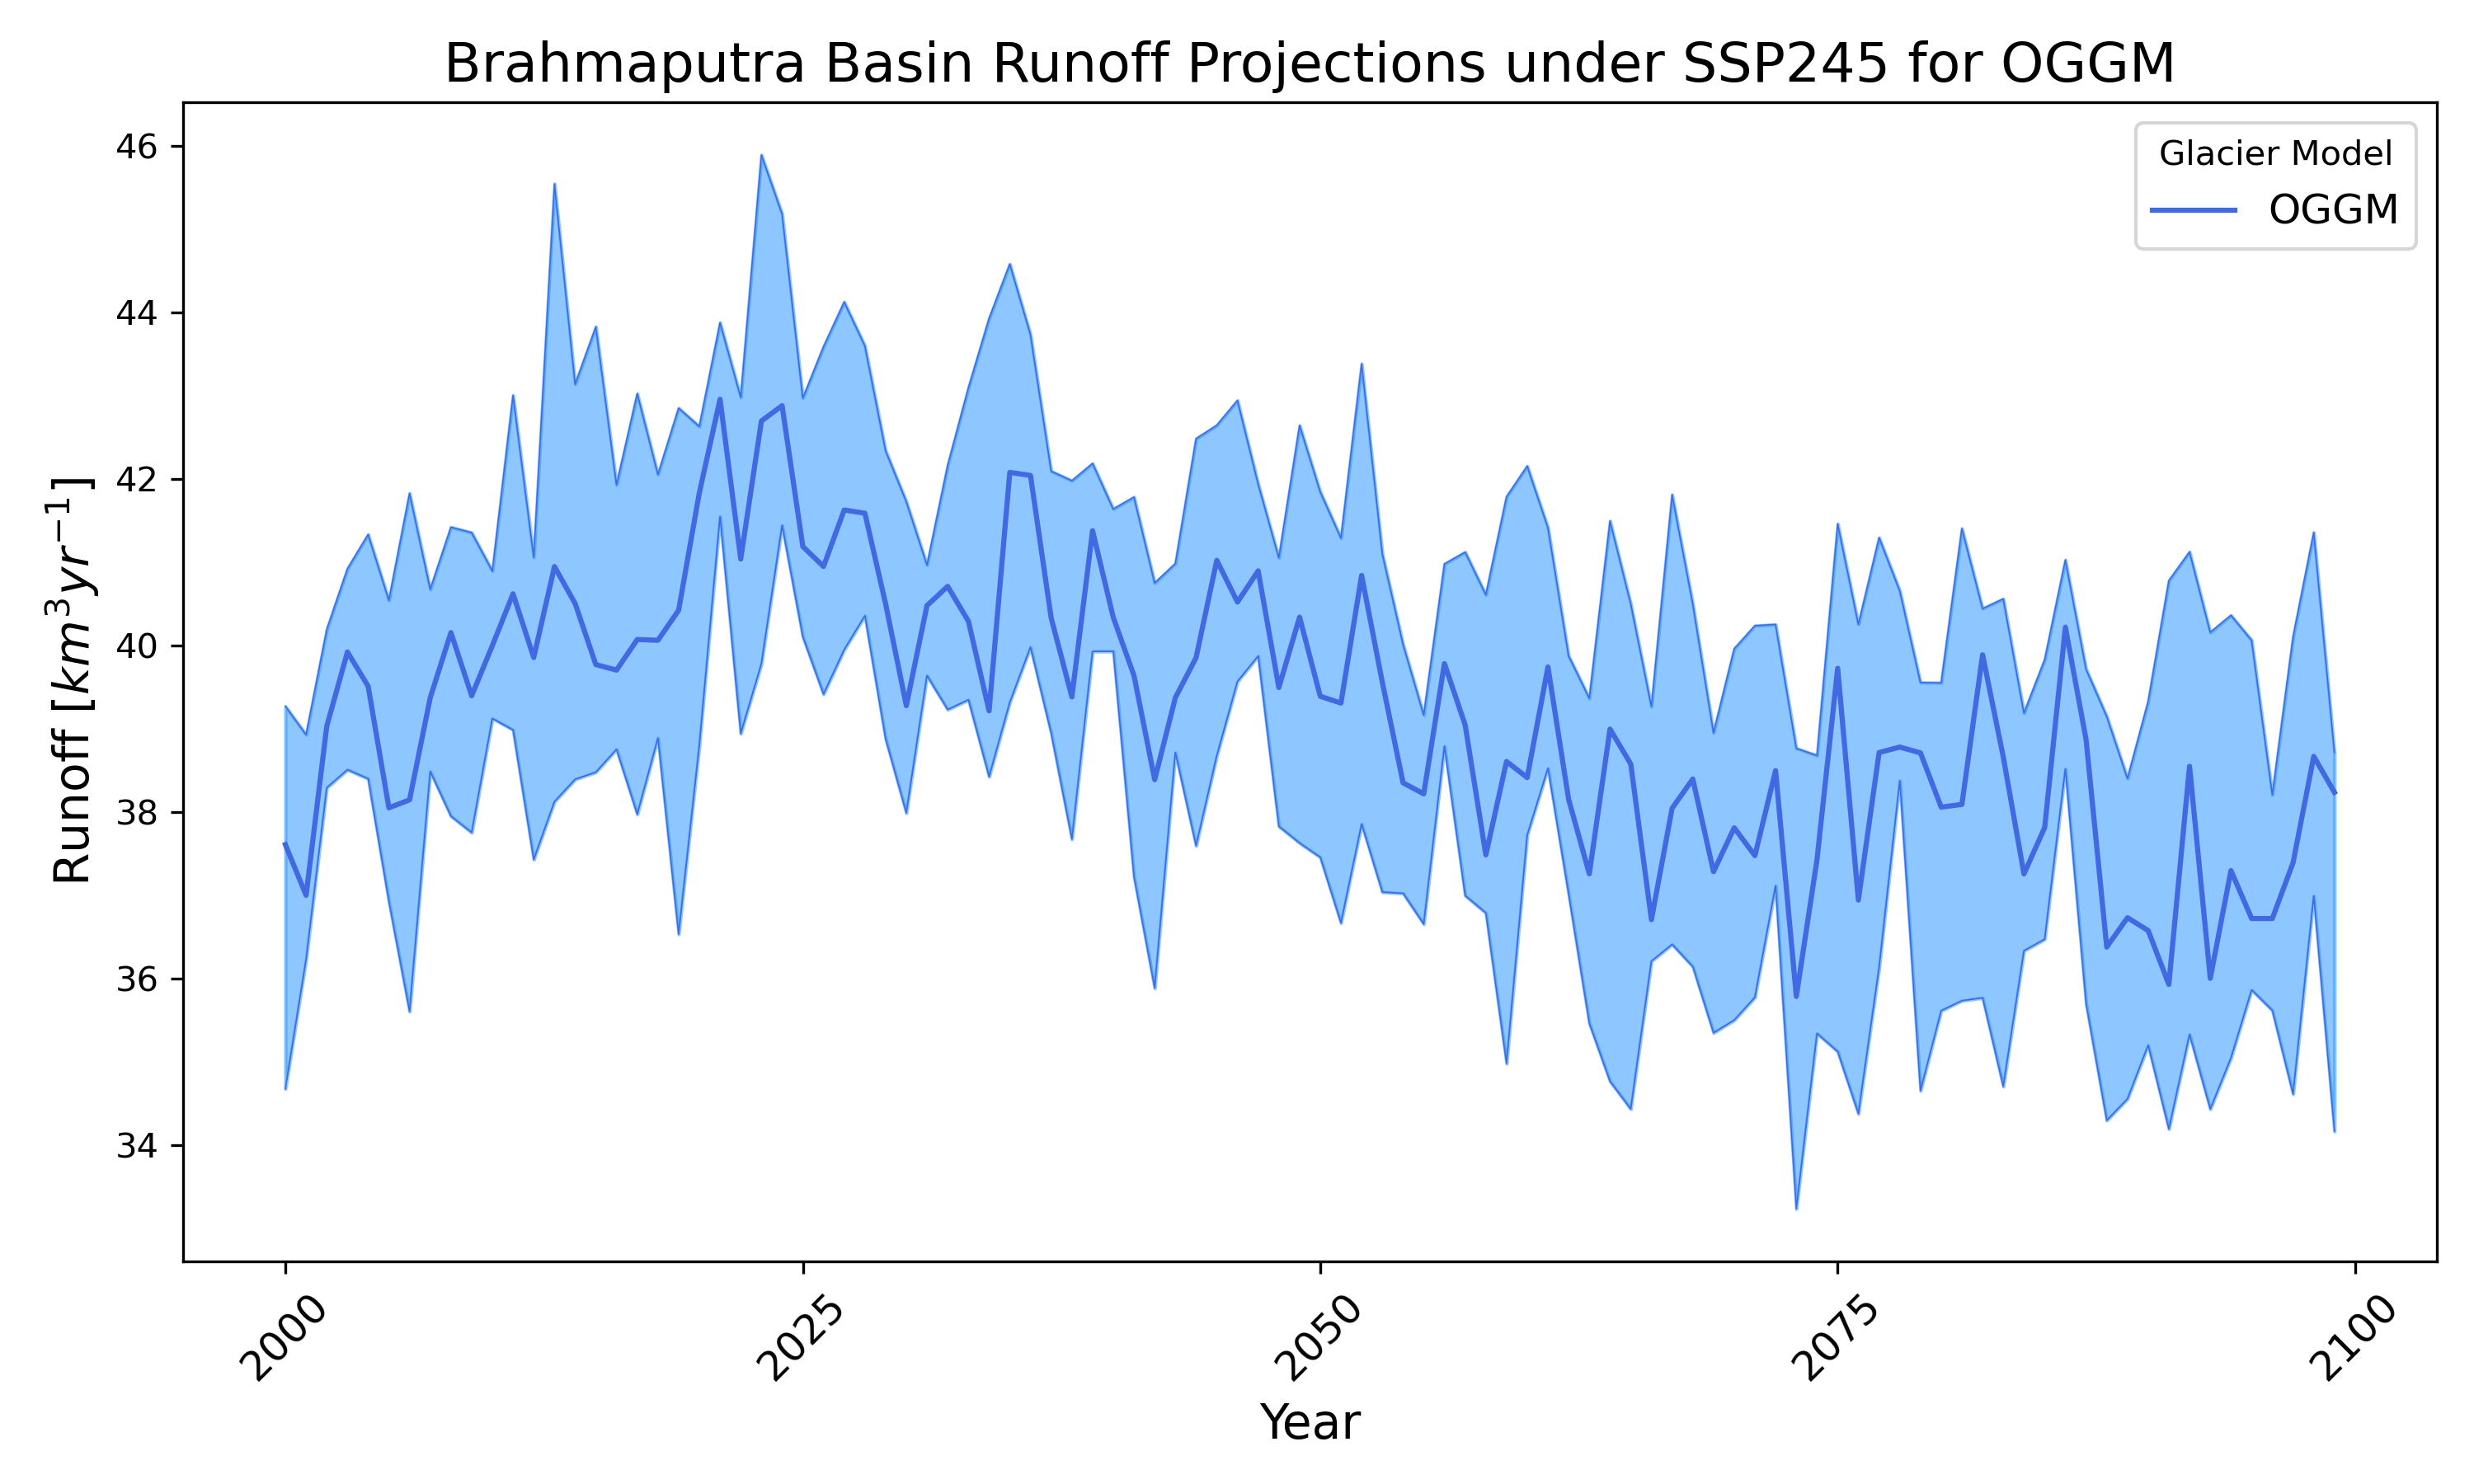 Brahmaputra Basin Runoff Projections under SSP245 for OGGM
Glacier Model
OGGM
46
44
42
40
38
36
34
Runoff [km³yr⁻¹]
2000
2025
2050
2075
2100
Year